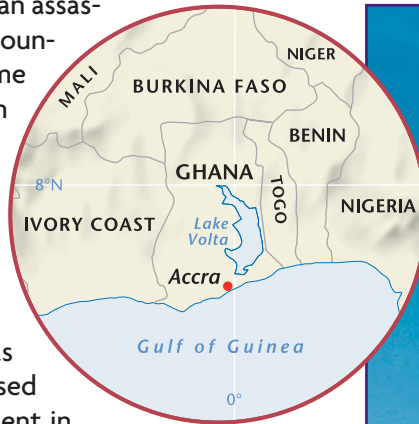 an assas-
oun-
me
NIGER
MALI
BURKINA FASO
BENIN
8°N
GHANA
TOGO
IVORY COAST
NIGERIA
Lake
Volta
Accra
Gulf of Guinea
sed
0°
ent in